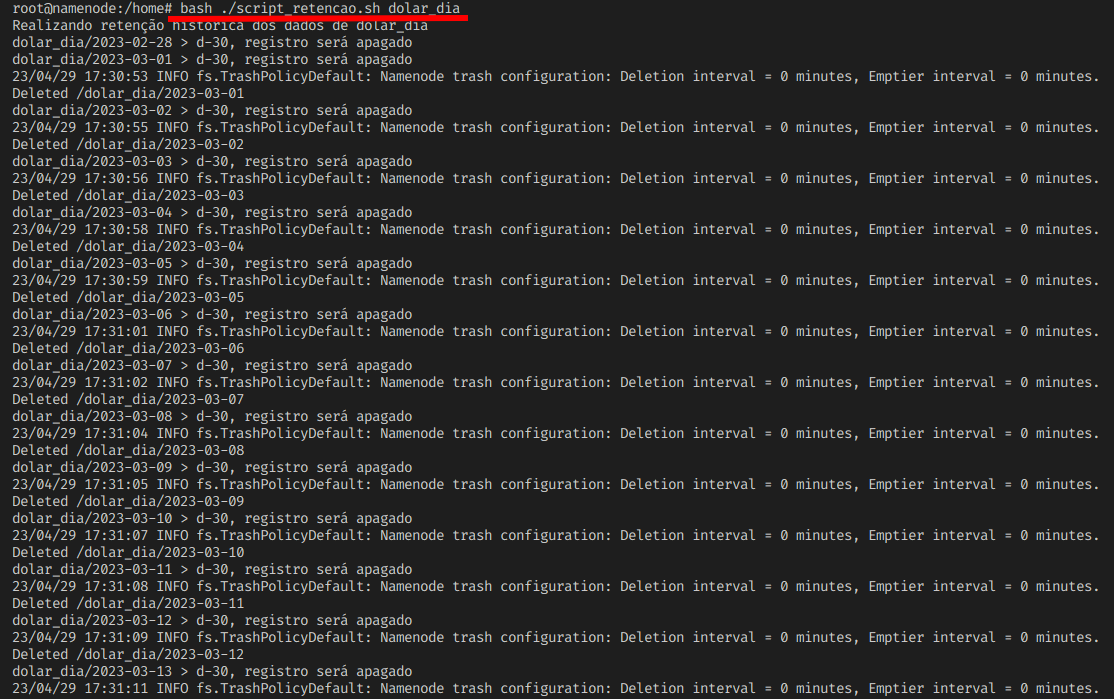 root@namenode:/home# bash ./script_retencao.sh dolar_dia
Realizando retenção histórica dos dados de dolar_dia
dolar_dia/2023-02-28 > d-30, registro será apagado
dolar_dia/2023-03-01 > d-30, registro será apagado
23/04/29 17:30:53 INFO fs.TrashPolicyDefault: Namenode trash configuration: Deletion interval = 0 minutes, Emptier interval = 0 minutes.
Deleted /dolar_dia/2023-03-01
dolar_dia/2023-03-02 > d-30, registro será apagado
23/04/29 17:30:55 INFO fs.TrashPolicyDefault: Namenode trash configuration: Deletion interval = 0 minutes, Emptier interval = 0 minutes.
Deleted /dolar_dia/2023-03-02
dolar_dia/2023-03-03 > d-30, registro será apagado
23/04/29 17:30:56 INFO fs.TrashPolicyDefault: Namenode trash configuration: Deletion interval = 0 minutes, Emptier interval = 0 minutes.
Deleted /dolar_dia/2023-03-03
dolar_dia/2023-03-04 > d-30, registro será apagado
23/04/29 17:30:58 INFO fs.TrashPolicyDefault: Namenode trash configuration: Deletion interval = 0 minutes, Emptier interval = 0 minutes.
Deleted /dolar_dia/2023-03-04
dolar_dia/2023-03-05 > d-30, registro será apagado
23/04/29 17:30:59 INFO fs.TrashPolicyDefault: Namenode trash configuration: Deletion interval = 0 minutes, Emptier interval = 0 minutes.
Deleted /dolar_dia/2023-03-05
dolar_dia/2023-03-06 > d-30, registro será apagado
23/04/29 17:31:01 INFO fs.TrashPolicyDefault: Namenode trash configuration: Deletion interval = 0 minutes, Emptier interval = 0 minutes.
Deleted /dolar_dia/2023-03-06
dolar_dia/2023-03-07 > d-30, registro será apagado
23/04/29 17:31:02 INFO fs.TrashPolicyDefault: Namenode trash configuration: Deletion interval = 0 minutes, Emptier interval = 0 minutes.
Deleted /dolar_dia/2023-03-07
dolar_dia/2023-03-08 > d-30, registro será apagado
23/04/29 17:31:04 INFO fs.TrashPolicyDefault: Namenode trash configuration: Deletion interval = 0 minutes, Emptier interval = 0 minutes.
Deleted /dolar_dia/2023-03-08
dolar_dia/2023-03-09 > d-30, registro será apagado
23/04/29 17:31:05 INFO fs.TrashPolicyDefault: Namenode trash configuration: Deletion interval = 0 minutes, Emptier interval = 0 minutes.
Deleted /dolar_dia/2023-03-09
dolar_dia/2023-03-10 > d-30, registro será apagado
23/04/29 17:31:07 INFO fs.TrashPolicyDefault: Namenode trash configuration: Deletion interval = 0 minutes, Emptier interval = 0 minutes.
Deleted /dolar_dia/2023-03-10
dolar_dia/2023-03-11 > d-30, registro será apagado
23/04/29 17:31:08 INFO fs.TrashPolicyDefault: Namenode trash configuration: Deletion interval = 0 minutes, Emptier interval = 0 minutes.
Deleted /dolar_dia/2023-03-11
dolar_dia/2023-03-12 > d-30, registro será apagado
23/04/29 17:31:09 INFO fs.TrashPolicyDefault: Namenode trash configuration: Deletion interval = 0 minutes, Emptier interval = 0 minutes.
Deleted /dolar_dia/2023-03-12
dolar_dia/2023-03-13 > d-30, registro será apagado
23/04/29 17:31:11 INFO fs.TrashPolicyDefault: Namenode trash configuration: Deletion interval = 0 minutes, Emptier interval = 0 minutes.